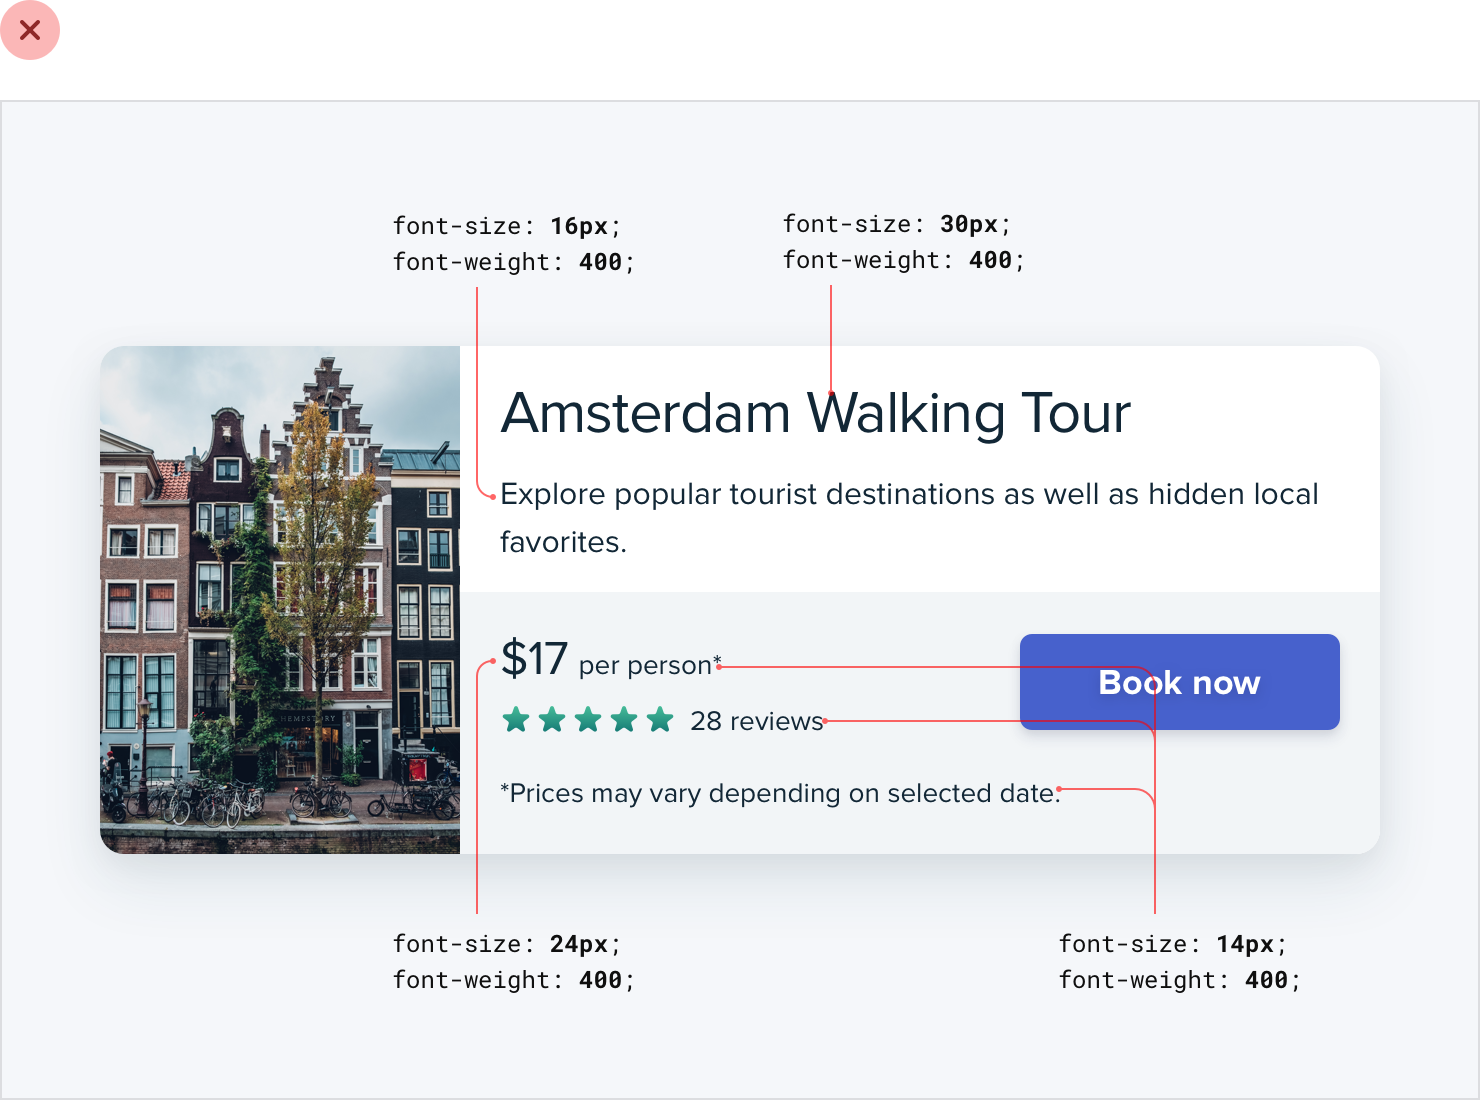 font-size: 16px;
font-weight: 400;
font-size: 30px;
font-weight: 400;
Amsterdam Walking Tour
Explore popular tourist destinations as well as hidden local
favorites.
$17 per person*
Book now
28 reviews
*Prices may vary depending on selected date.
HEMPSTORY
font-size: 24px;
font-weight: 400;
font-size: 14px;
font-weight: 400;